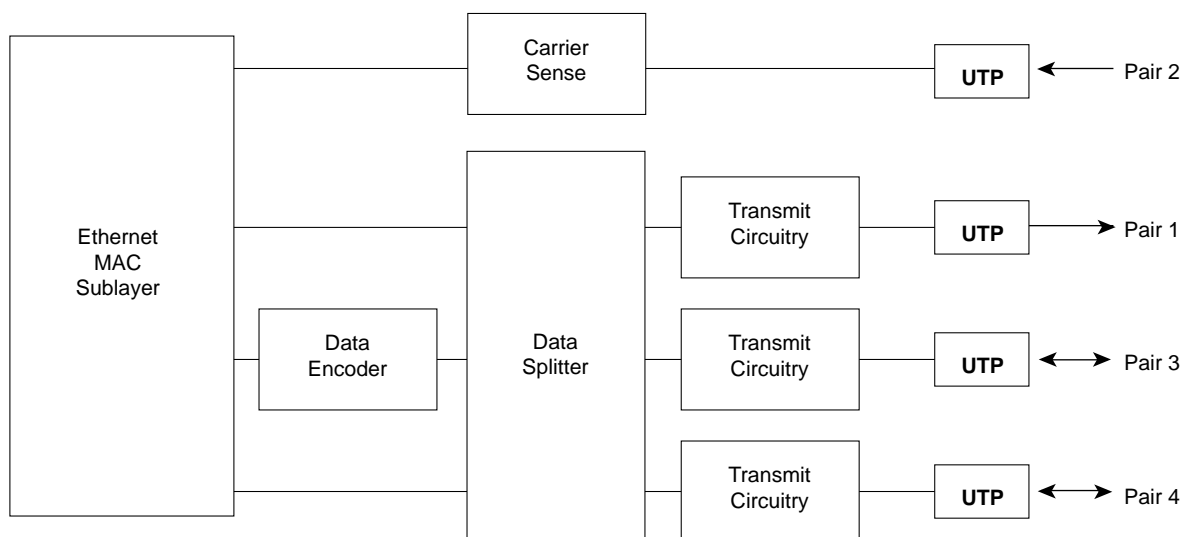 Carrier
Sense
UTP
Pair 2
Ethernet
MAC
Sublayer
Transmit
Circuitry
UTP
Pair 1
Data
Encoder
Data
Splitter
Transmit
Circuitry
UTP
Pair 3
Transmit
Circuitry
UTP
Pair 4